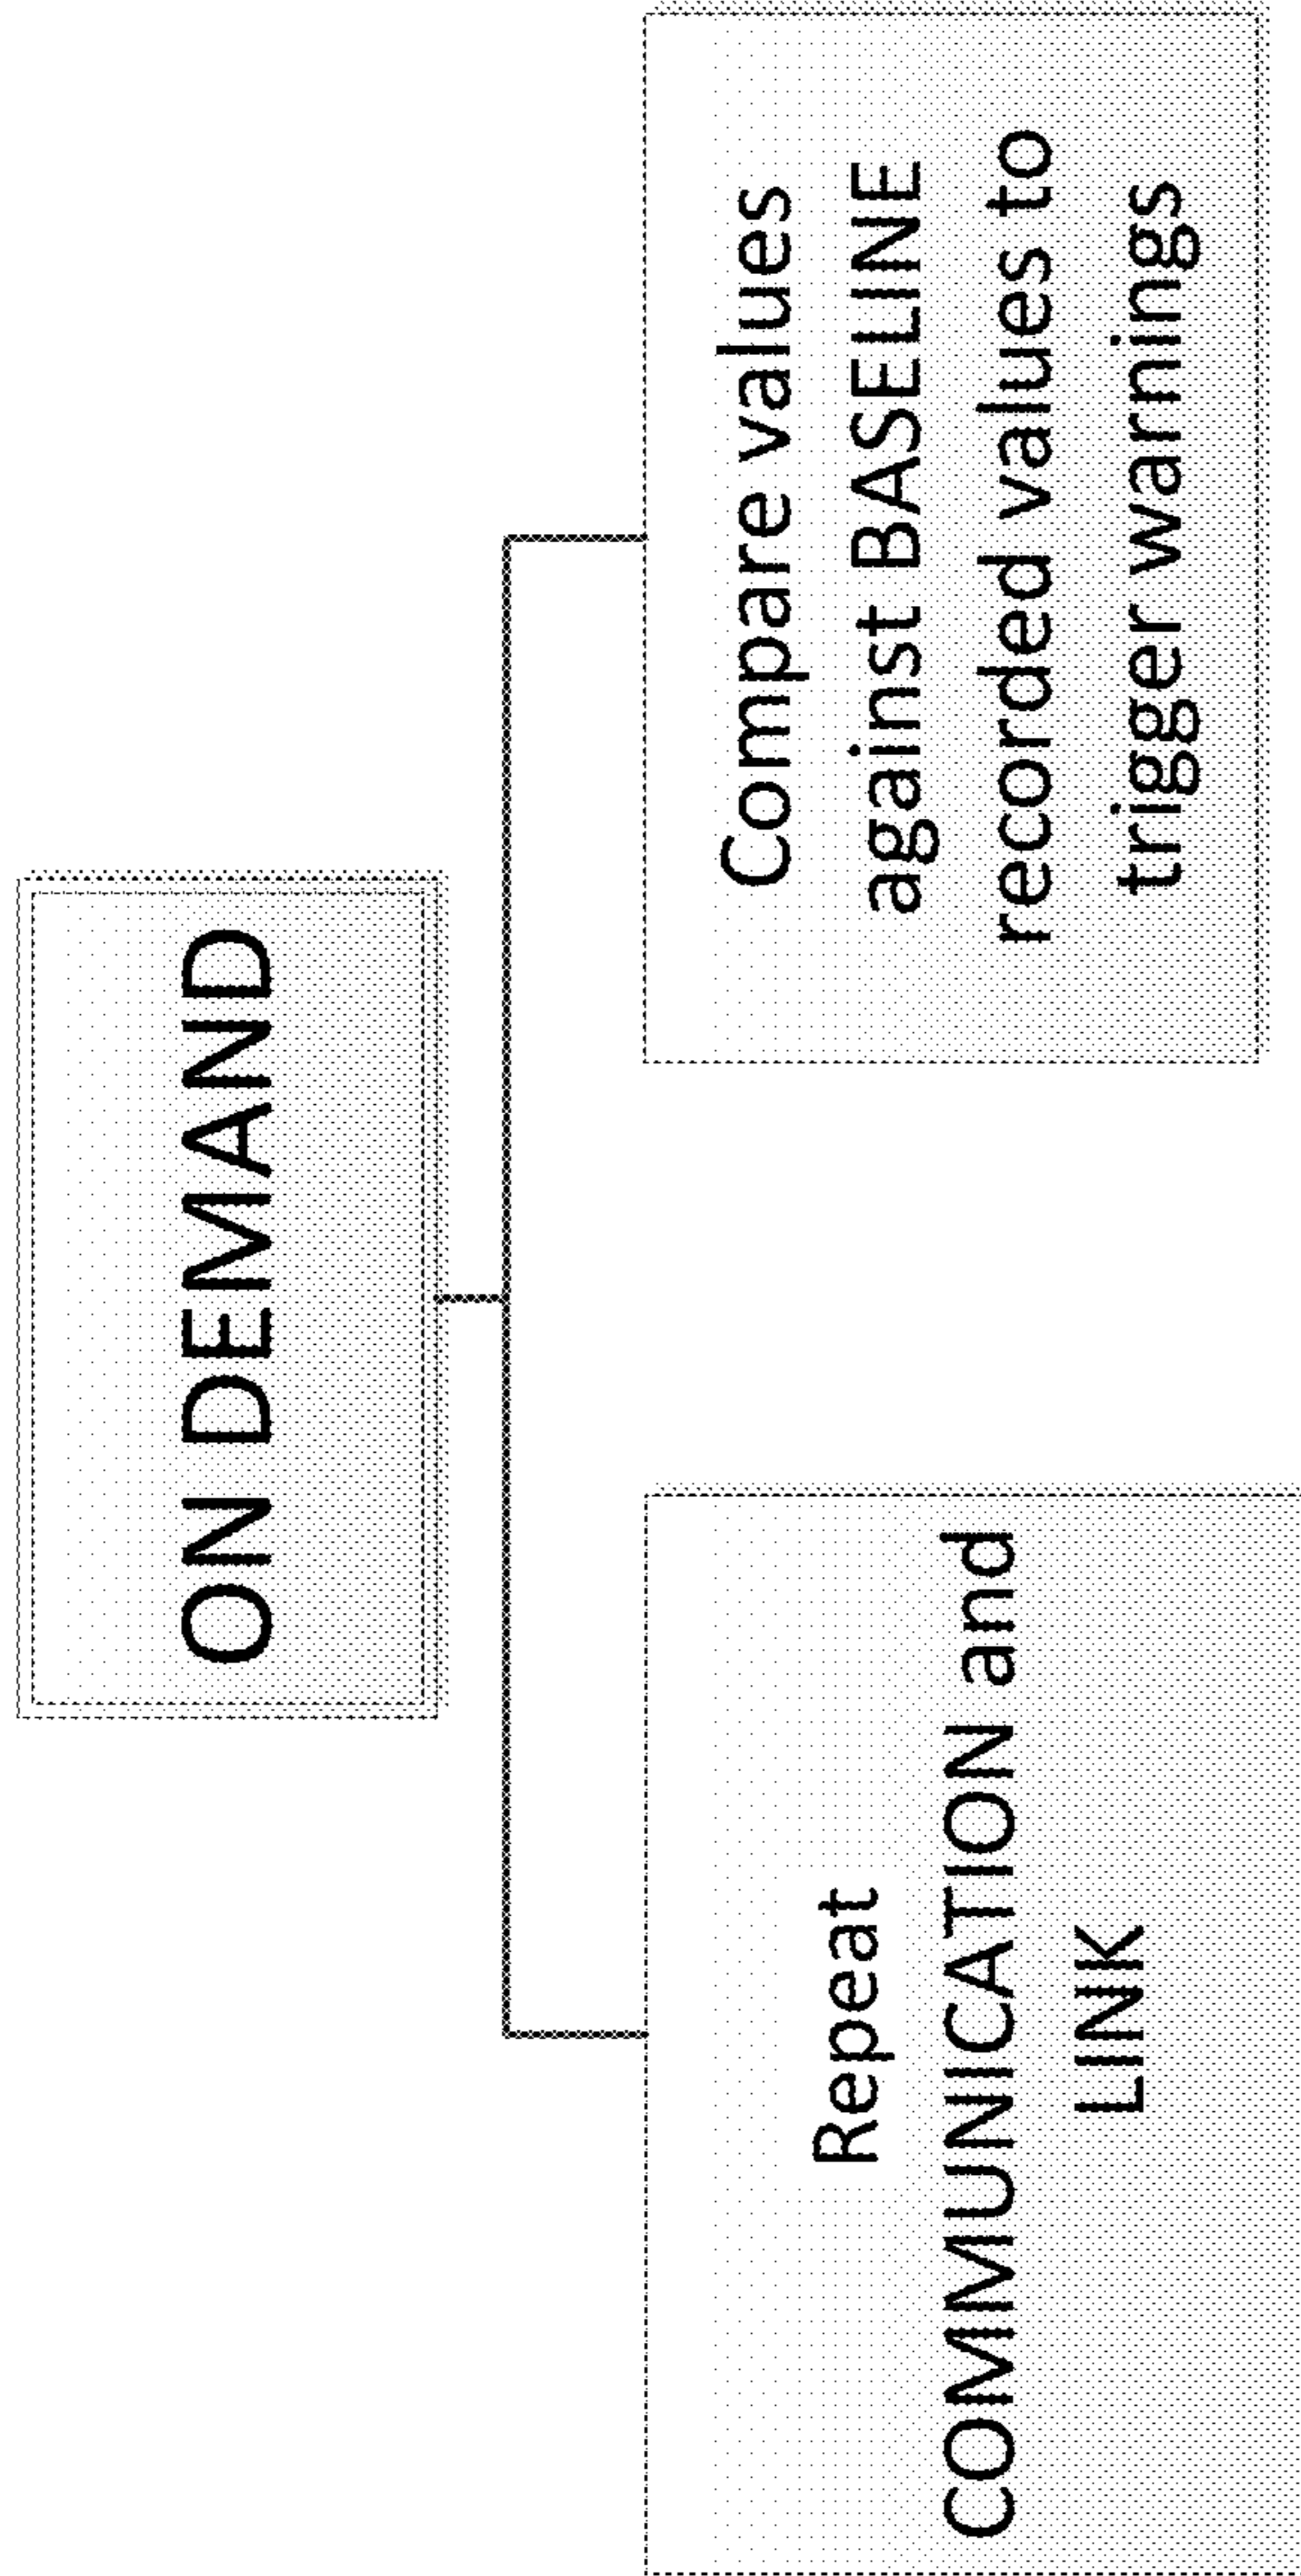 ON DEMAND
Repeat
COMMUNICATION and
LINK
Compare values
against BASELINE
recorded values to
trigger warnings